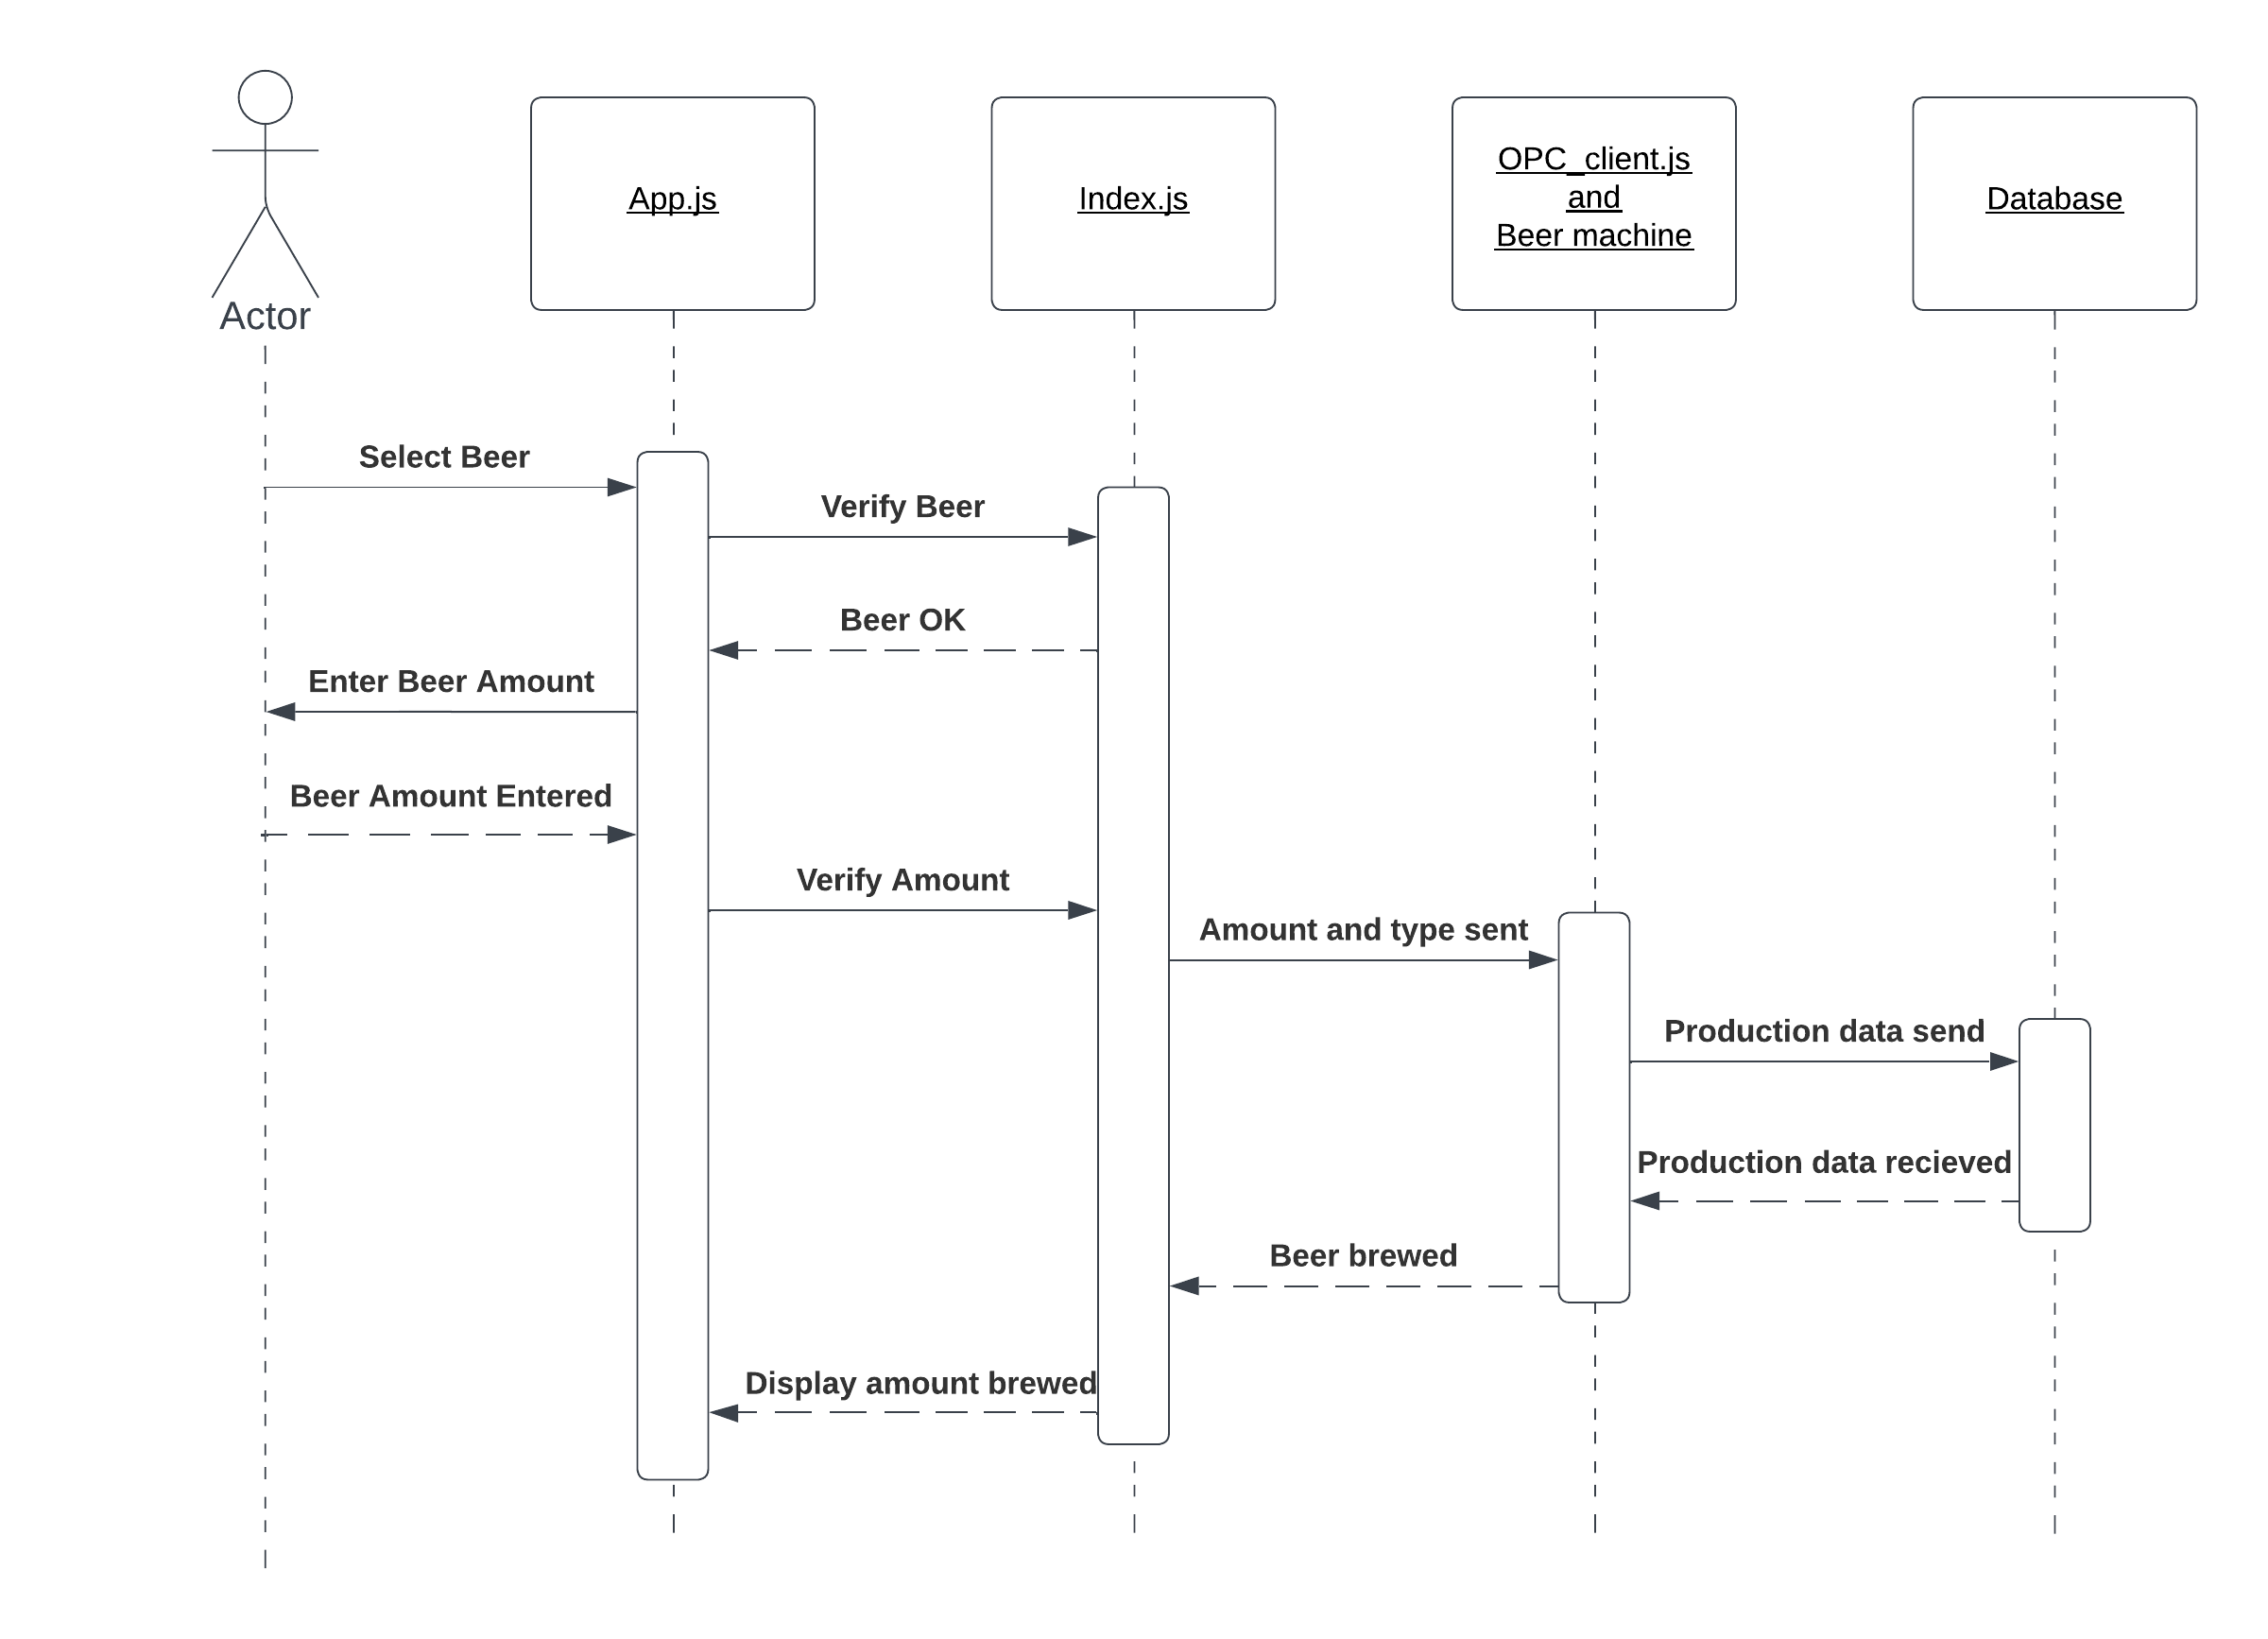 Actor
App.js
Index.js
OPC_client.js
and
Beer machine
Database
Select Beer
Verify Beer
Beer OK
Enter Beer Amount
Beer Amount Entered
Verify Amount
Amount and type sent
Production data send
Production data recieved
Beer brewed
Display amount brewed